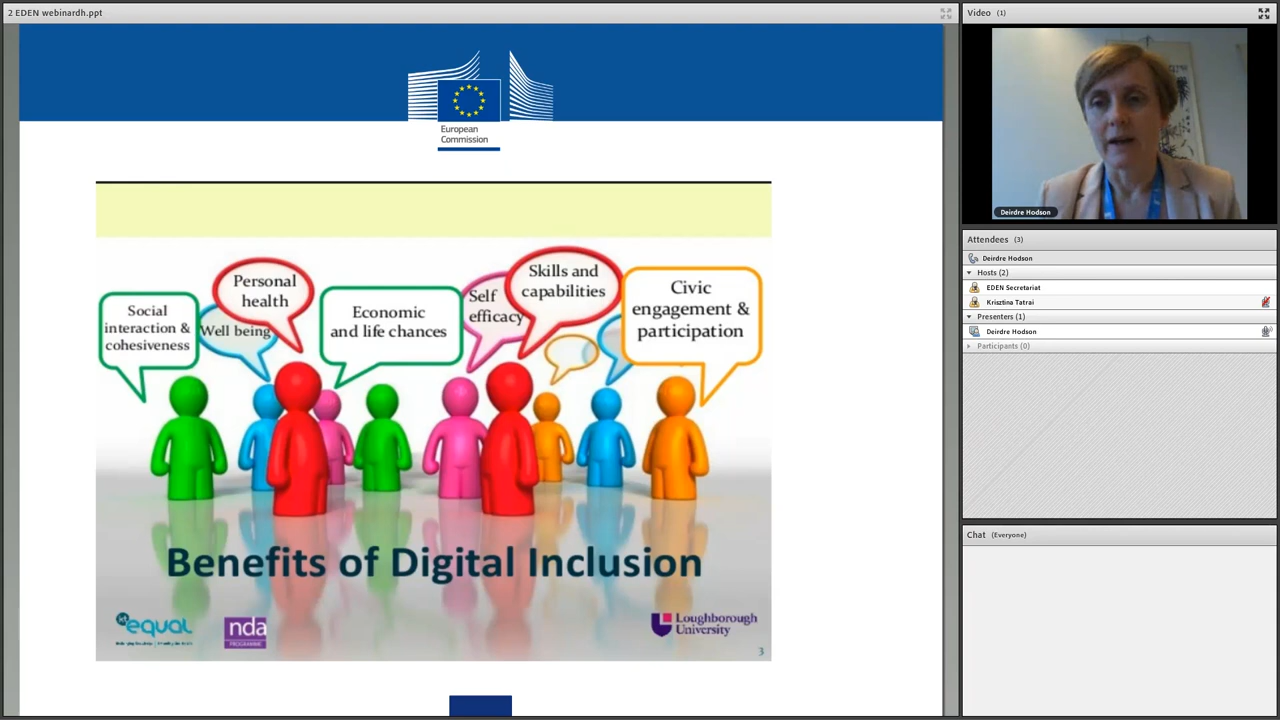 2 EDEN webinardh.ppt
European
Commission
Social
interaction &
cohesiveness
Well being
Personal
health
Economic
and life chances
Self
efficacy
Skills and
capabilities
Civic
engagement &
participation
Benefits of Digital Inclusion
equal
nda
PROGRAMME
Loughborough
University
3
Video (1)
Deirdre Hodson
Attendees (3)
Deirdre Hodson
Hosts (2)
EDEN Secretariat
Krisztina Tatrai
Presenters (1)
Deirdre Hodson
Participants (0)
Chat (Everyone)